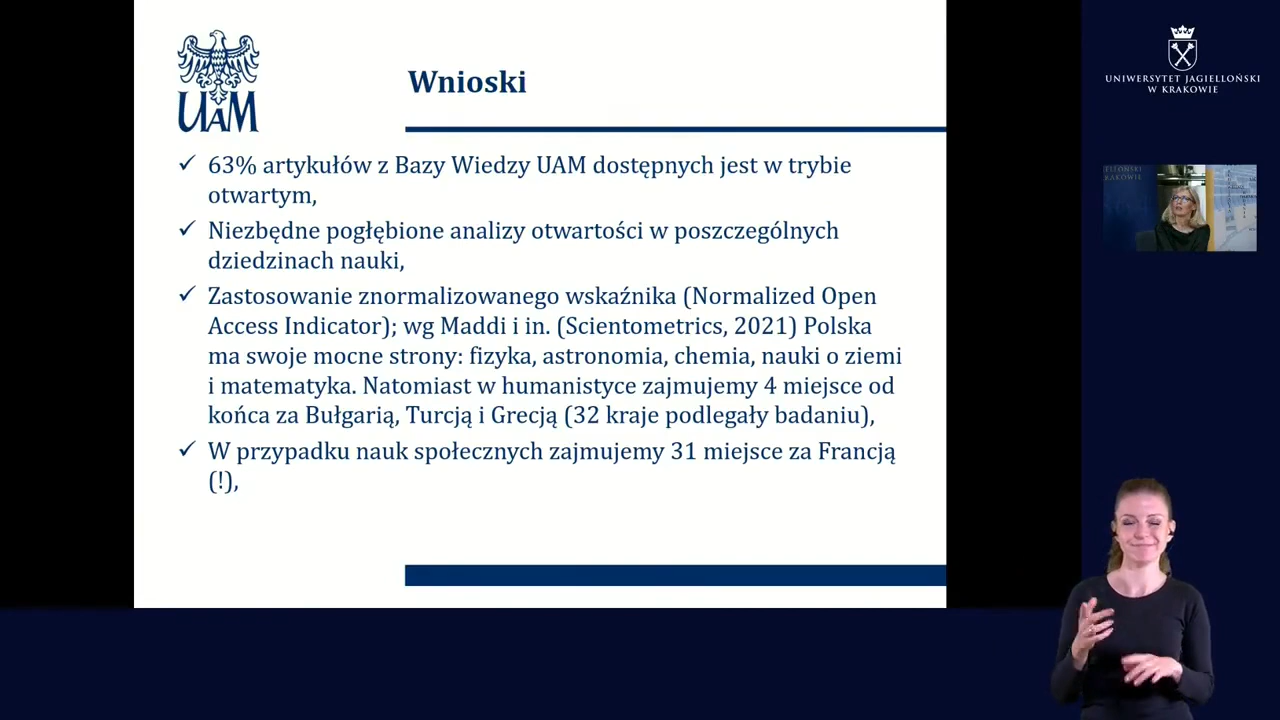 UAM
Wnioski
✓ 63% artykułów z Bazy Wiedzy UAM dostępnych jest w trybie
otwartym,
✓ Niezbędne pogłębione analizy otwartości w poszczególnych
dziedzinach nauki,
✓ Zastosowanie znormalizowanego wskaźnika (Normalized Open
Access Indicator); wg Maddi i in. (Scientometrics, 2021) Polska
ma swoje mocne strony: fizyka, astronomia, chemia, nauki o ziemi
i matematyka. Natomiast w humanistyce zajmujemy 4 miejsce od
końca za Bułgarią, Turcją i Grecją (32 kraje podlegały badaniu),
✓ W przypadku nauk społecznych zajmujemy 31 miejsce za Francją
(!),
UNIWERSYTET JAGIELLOŃSKI
W KRAKOWIE